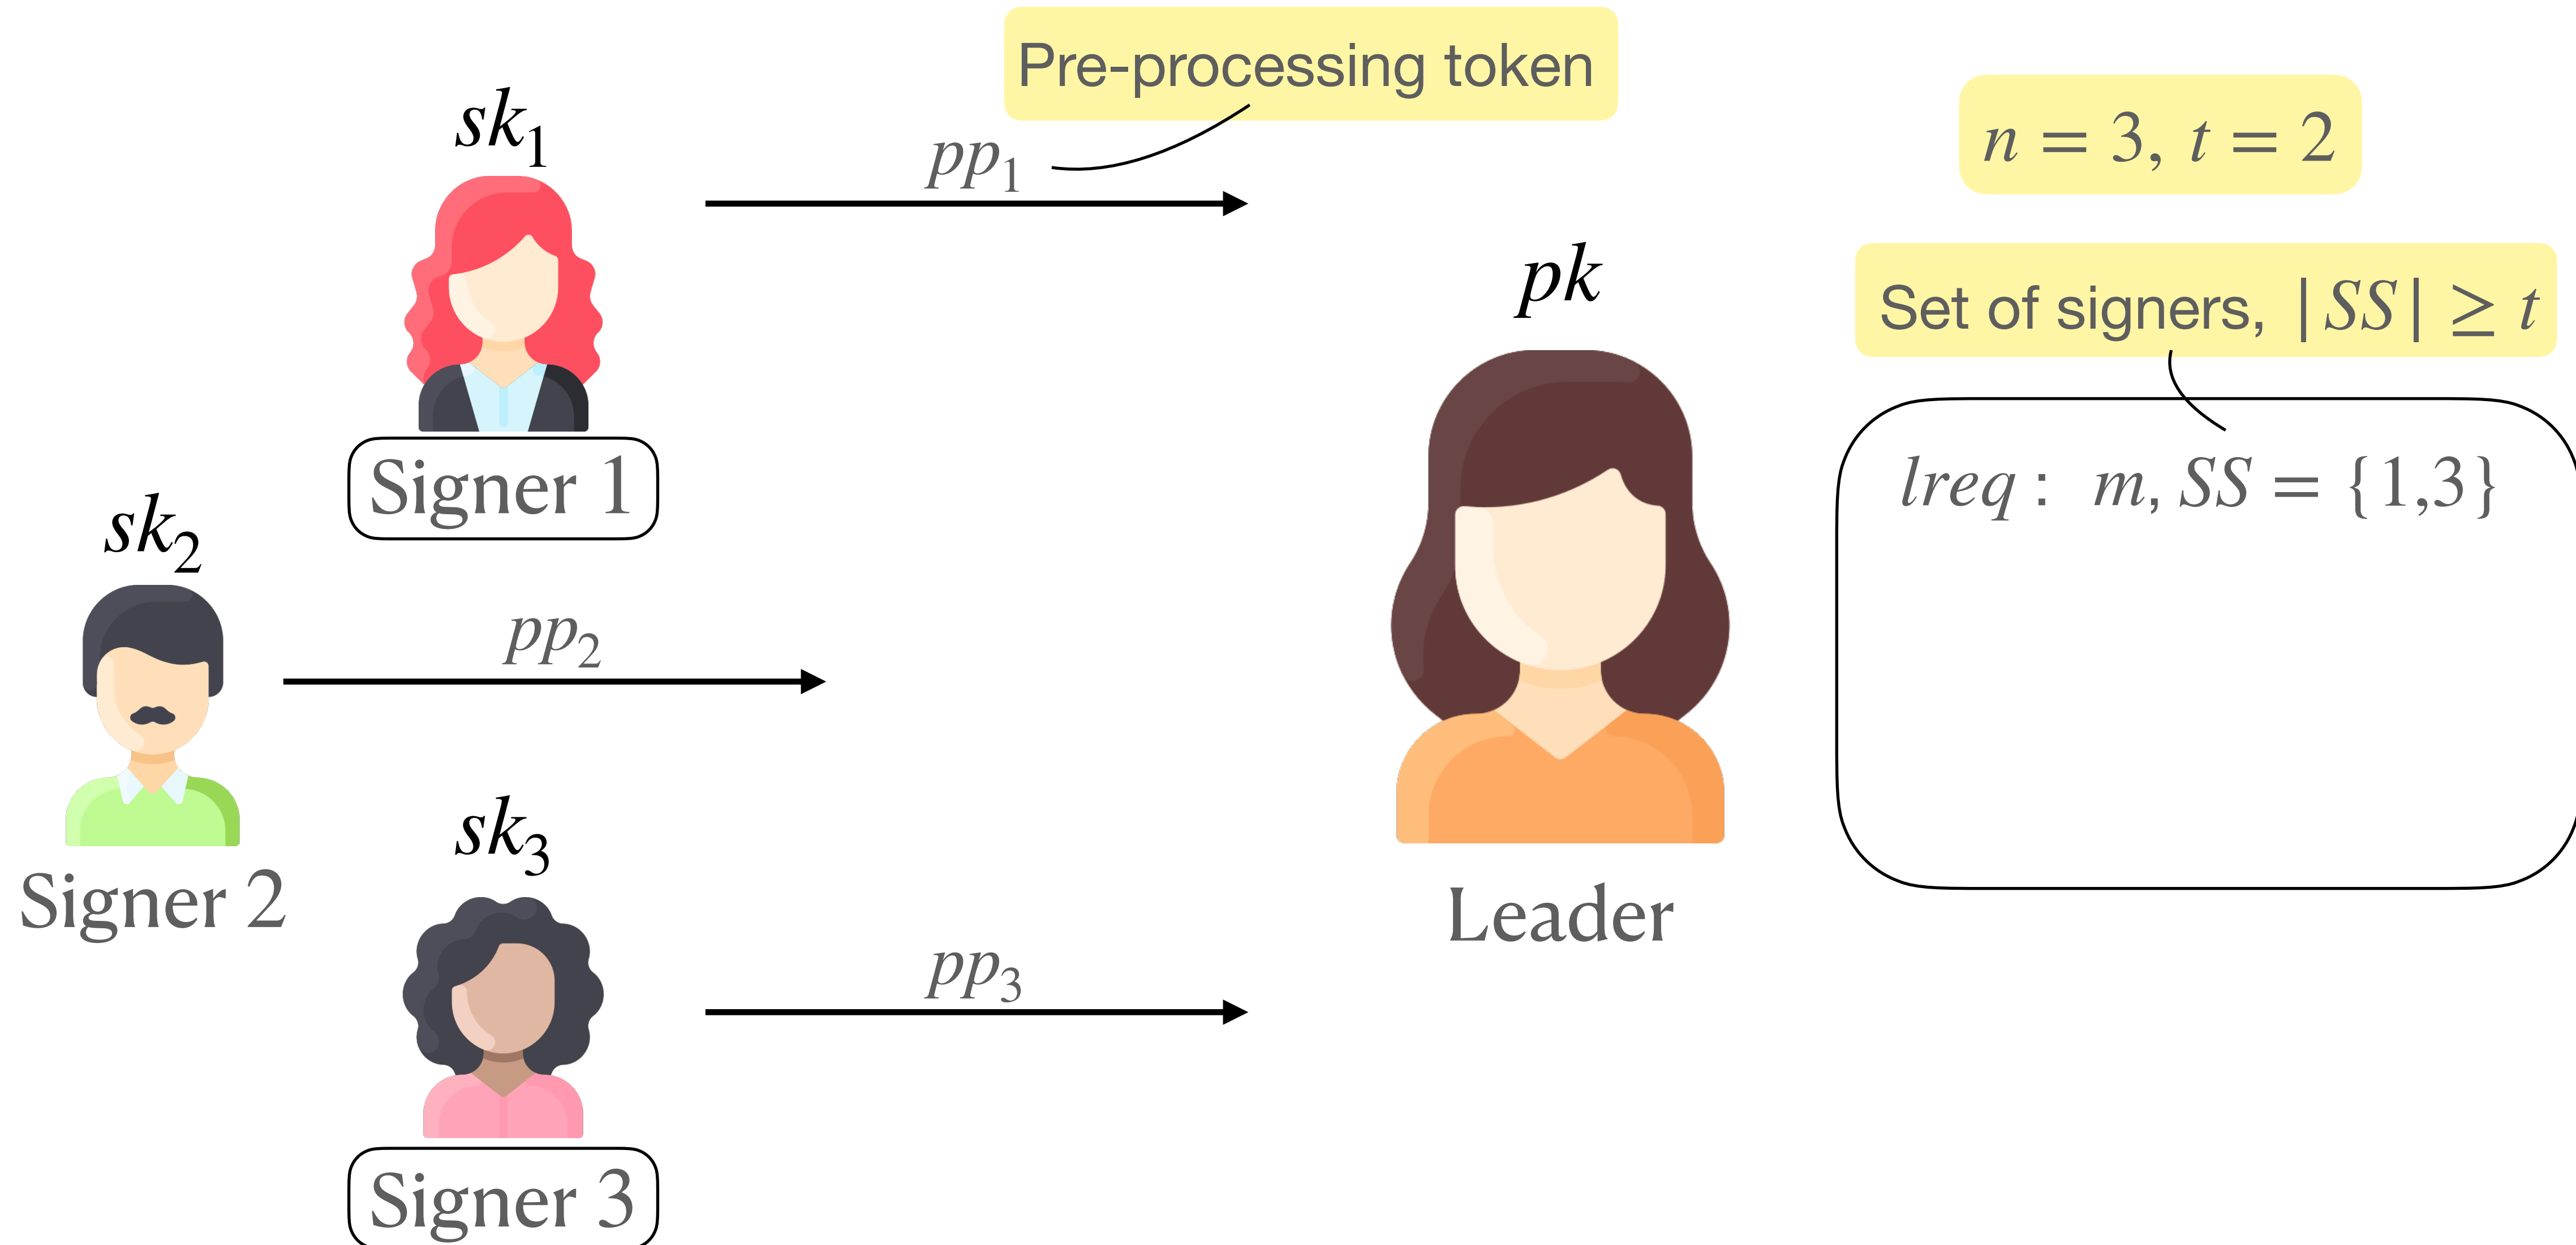 Pre-processing token
n = 3, t = 2
sk₁
pp₁
pk
Set of signers, |SS| ≥ t
Signer 1
lreq : m, SS = {1,3}
sk₂
pp₂
sk₃
Signer 2
Leader
pp₃
Signer 3